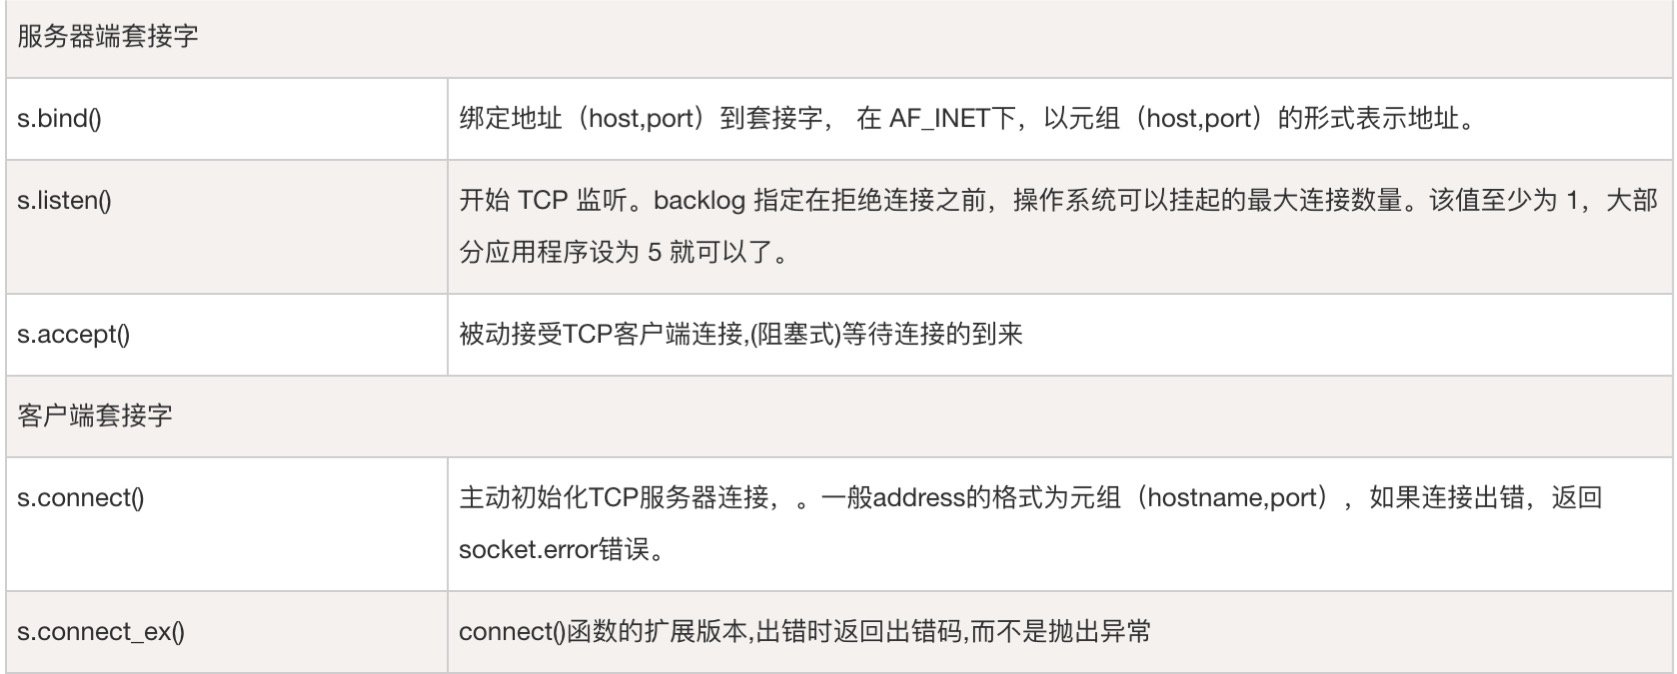 服务器端套接字
s.bind()
绑定地址（host,port）到套接字， 在 AF_INET下，以元组（host,port）的形式表示地址。
s.listen()
开始 TCP 监听。backlog 指定在拒绝连接之前，操作系统可以挂起的最大连接数量。该值至少为 1，大部
分应用程序设为 5 就可以了。
s.accept()
被动接受TCP客户端连接,(阻塞式)等待连接的到来
客户端套接字
s.connect()
主动初始化TCP服务器连接，。一般address的格式为元组（hostname,port），如果连接出错，返回
socket.error错误。
s.connect_ex()
connect()函数的扩展版本,出错时返回出错码,而不是抛出异常